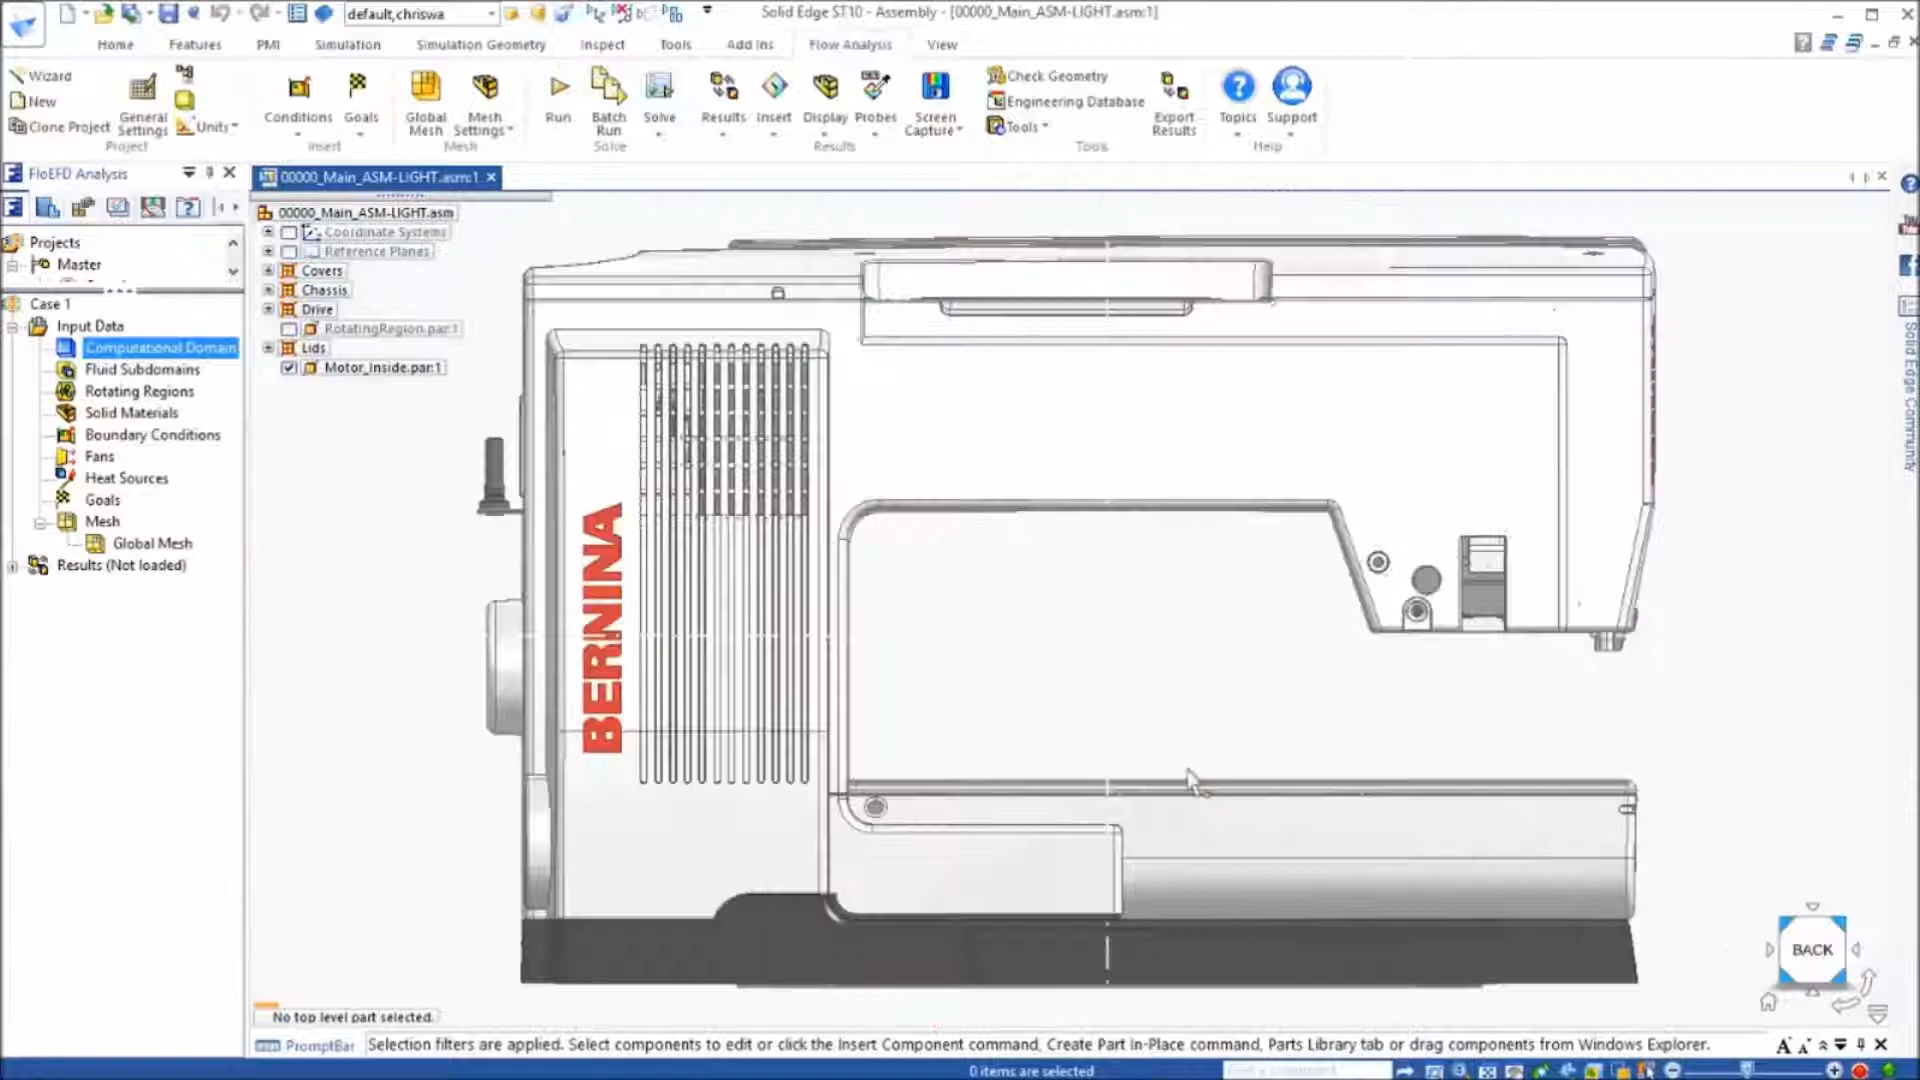 default,chriswa
Solid Edge ST10 - Assembly - [00000_Main_ASM-LIGHT.asm:1]
Home Features PMI Simulation Simulation Geometry Inspect Tools Add Ins Flow Analysis View
Wizard
New
Clone Project
General Settings
Units
Project
Conditions
Goals
Insert
Global Mesh
Mesh Settings
Mesh
Run
Batch Run
Solve
Solve
Results
Insert
Display
Probes
Screen Capture
Results
Check Geometry
Engineering Database
Tools
Export Results
Tools
Topics
Support
Help
FloEFD Analysis
00000_Main_ASM-LIGHT.asm:1
Projects
Master
Case 1
Input Data
Computational Domain
Fluid Subdomains
Rotating Regions
Solid Materials
Boundary Conditions
Fans
Heat Sources
Goals
Mesh
Global Mesh
Results (Not loaded)
00000_Main_ASM-LIGHT.asm
Coordinate Systems
Reference Planes
Covers
Chassis
Drive
RotatingRegion.par:1
Lids
Motor_Inside.par:1
BERNINA
Solid Edge Community
BACK
No top level part selected.
PromptBar
Selection filters are applied. Select components to edit or click the Insert Component command, Create Part In-Place command, Parts Library tab or drag components from Windows Explorer.
0 items are selected